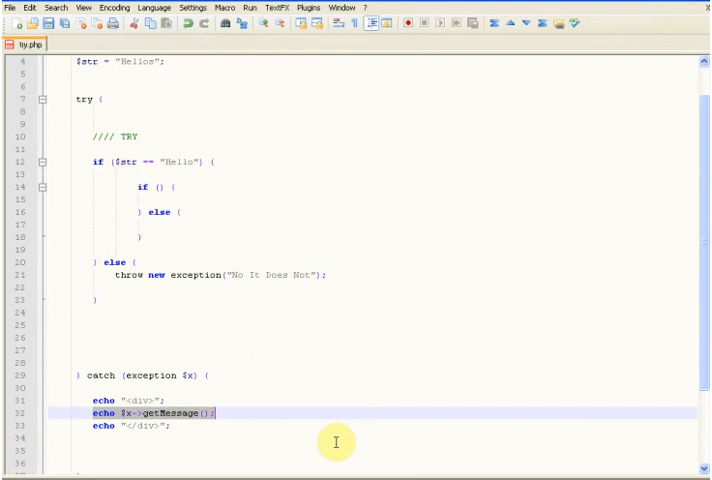 File Edit Search View Encoding Language Settings Macro Run TextFX Plugins Window ? X
try.php
4 $str = "Hellos";
5
6
7 try {
8
9
10 //// TRY
11
12 if ($str == "Hello") {
13
14 if () {
15
16 } else {
17
18 }
19
20 } else {
21 throw new exception("No It Does Not");
22
23 }
24
25
26
27
28
29 } catch (exception $x) {
30
31 echo "<div>";
32 echo $x->getMessage();
33 echo "</div>";
34
35
36